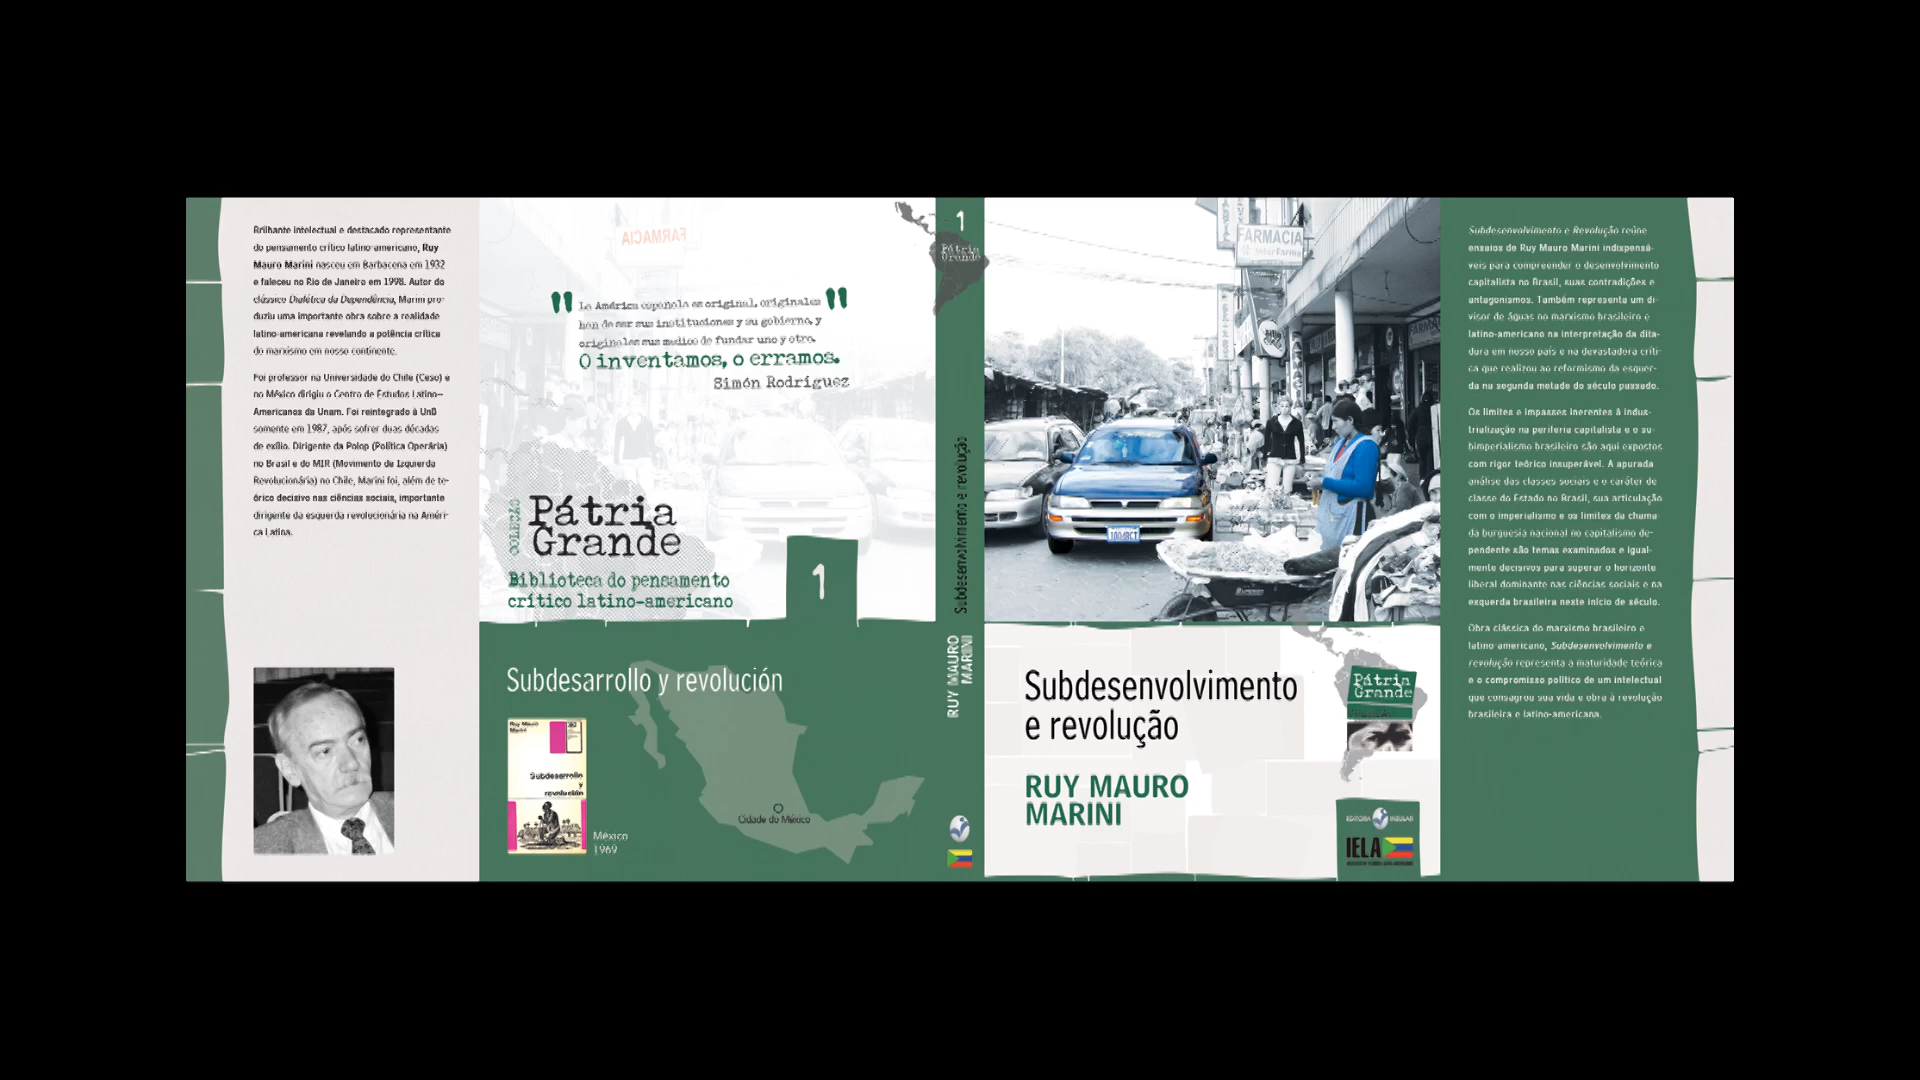 Brilhante intelectual e destacado representante
do pensamento crítico latino-americano, Ruy
Mauro Marini nasceu em Barbacena em 1932
e faleceu no Rio de Janeiro em 1998. Autor do
clássico Dialética da Dependência, Marini pro-
duziu uma importante obra sobre a realidade
latino-americana revelando a potência crítica
do marxismo em nosso continente.
Foi professor na Universidade do Chile (Ceso) e
no México dirigiu o Centro de Estudos Latino-
Americanos da Unam. Foi reintegrado à UnB
somente em 1987, após sofrer duas décadas
de exílio. Dirigente da Polop (Política Operária)
no Brasil e do MIR (Movimento de Izquierda
Revolucionária) no Chile, Marini foi, além de te-
órico decisivo nas ciências sociais, importante
dirigente da esquerda revolucionária na Améri-
ca Latina.
FARMACIA
"La América española es original, originales"
han de ser sus instituciones y su gobierno, y
originales sus medios de fundar uno y otro.
O inventamos, o erramos.
Simón Rodríguez
COLEÇÃO
Pátria
Grande
Biblioteca do pensamento
crítico latino-americano
1
Subdesarrollo y revolución
Ruy Mauro
Marini
Subdesarrollo
y
revolución
México
1969
Cidade do México
1
Pátria
Grande
Subdesenvolvimento e revolução
RUY MAURO
MARINI
FARMACIA
InterFarma
FARMACIA
1004RCT
Subdesenvolvimento
e revolução
RUY MAURO
MARINI
Pátria
Grande
EDITORIA INSULAR
IELA
Subdesenvolvimento e Revolução reúne
ensaios de Ruy Mauro Marini indispensá-
veis para compreender o desenvolvimento
capitalista no Brasil, suas contradições e
antagonismos. Também representa um di-
visor de águas no marxismo brasileiro e
latino-americano na interpretação da dita-
dura em nosso país e na devastadora críti-
ca que realizou ao reformismo da esquer-
da na segunda metade do século passado.
Os limites e impasses inerentes à indus-
trialização na periferia capitalista e o su-
bimperialismo brasileiro são aqui expostos
com rigor teórico insuperável. A apurada
análise das classes sociais e o caráter de
classe do Estado no Brasil, sua articulação
com o imperialismo e os limites da chama-
da burguesia nacional no capitalismo de-
pendente são temas examinados e igual-
mente decisivos para superar o horizonte
liberal dominante nas ciências sociais e na
esquerda brasileira neste início de século.
Obra clássica do marxismo brasileiro e
latino-americano, Subdesenvolvimento e
revolução representa a maturidade teórica
e o compromisso político de um intelectual
que consagrou sua vida e obra à revolução
brasileira e latino-americana.